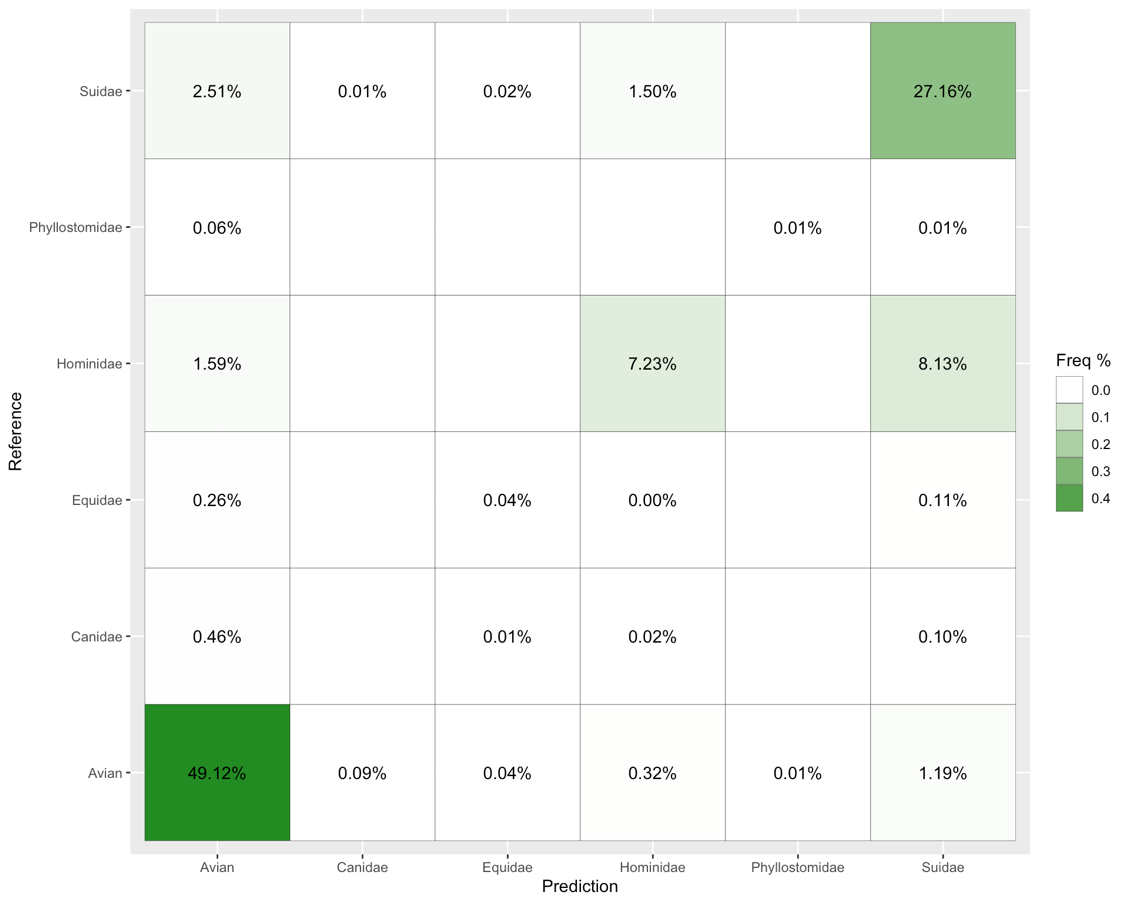 Suidae 2.51% 0.01% 0.02% 1.50% 27.16%
Phyllostomidae 0.06% 0.01% 0.01%
Hominidae 1.59% 7.23% 8.13%
Equidae 0.26% 0.04% 0.00% 0.11%
Canidae 0.46% 0.01% 0.02% 0.10%
Avian 49.12% 0.09% 0.04% 0.32% 0.01% 1.19%
Avian Canidae Equidae Hominidae Phyllostomidae Suidae
Prediction
Reference
Freq %
0.0
0.1
0.2
0.3
0.4